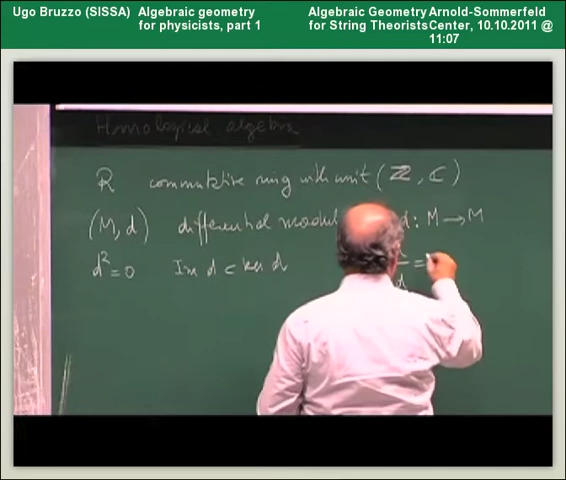 Ugo Bruzzo (SISSA) Algebraic geometry for physicists, part 1
Algebraic Geometry for String Theorists
Arnold-Sommerfeld Center, 10.10.2011 @ 11:07
Homological algebra
R commutative ring with unit (ℤ, ℂ)
(M, d) differential modul d: M → M
d²=0 Im d ⊂ ker d
d =